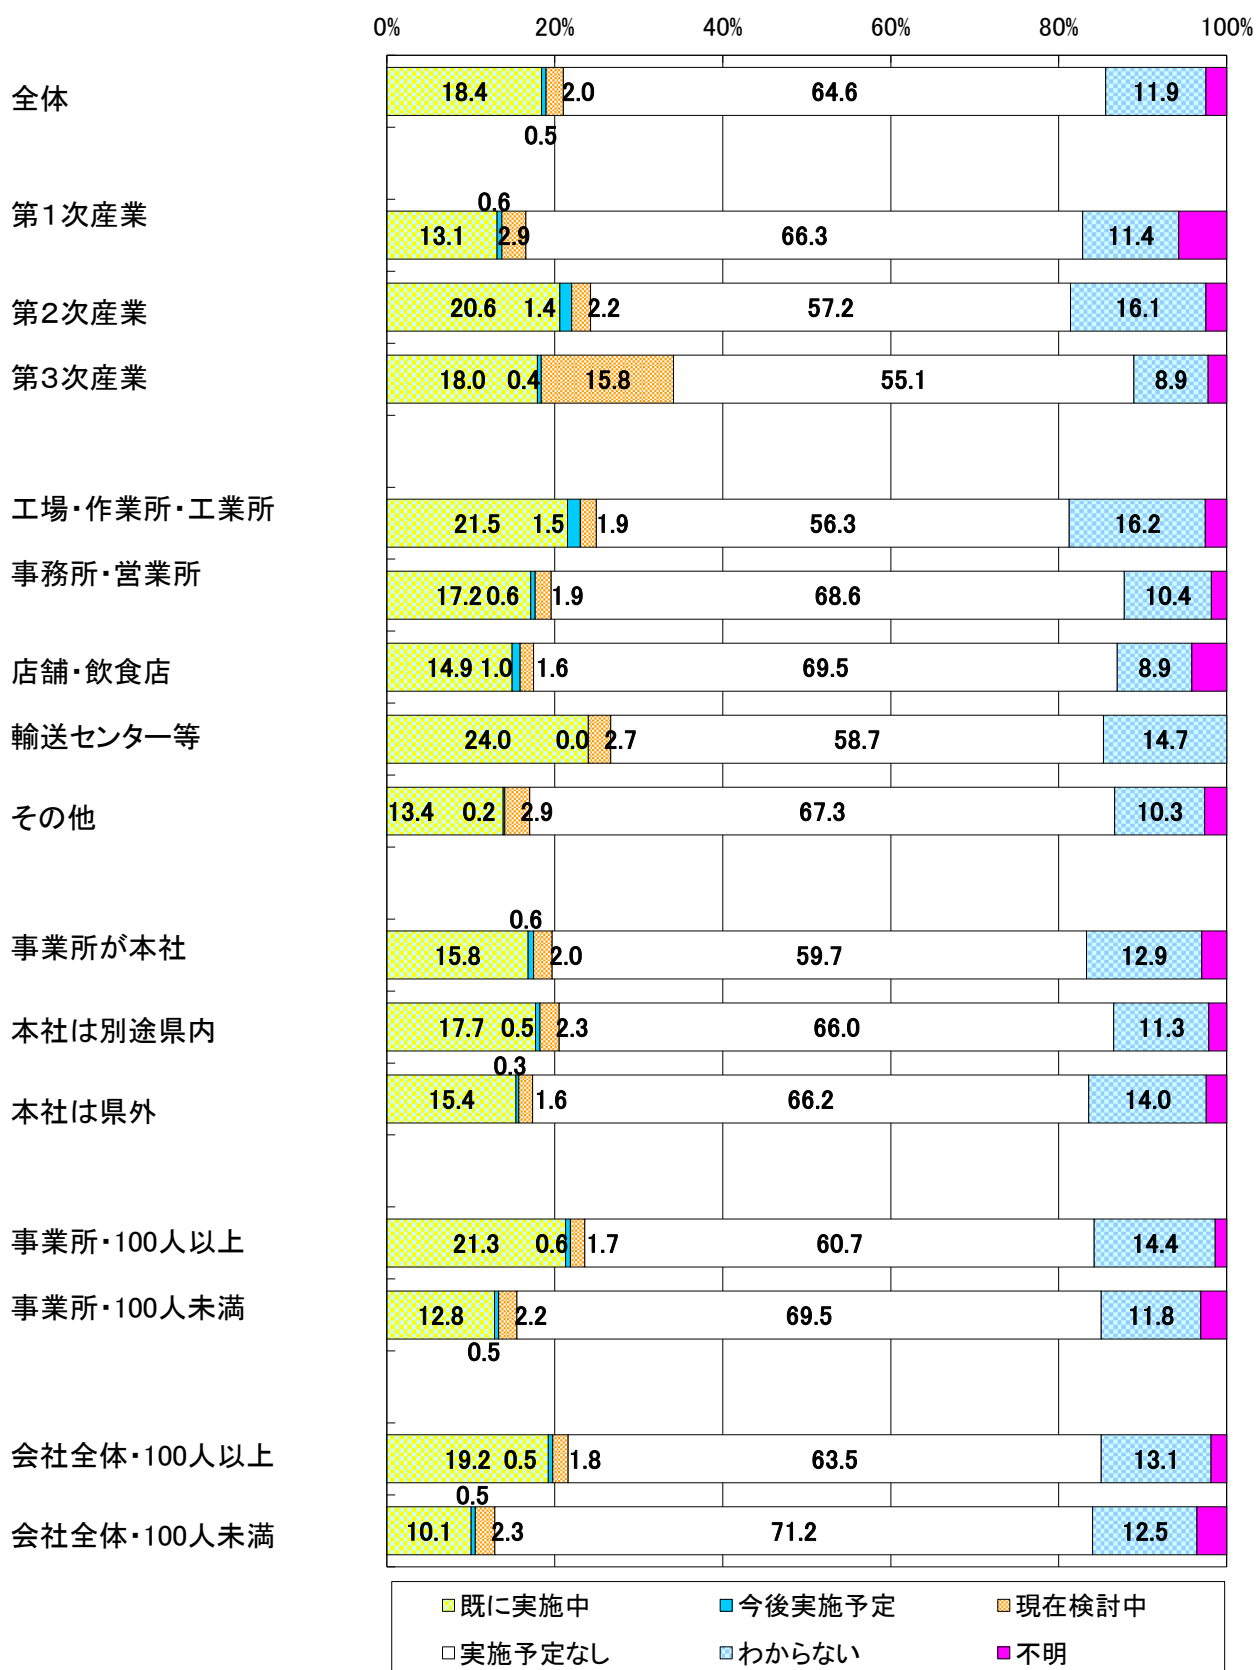 0% 20% 40% 60% 80% 100%
全体 18.4 0.5 2.0 64.6 11.9
第1次産業 13.1 0.6 2.9 66.3 11.4
第2次産業 20.6 1.4 2.2 57.2 16.1
第3次産業 18.0 0.4 15.8 55.1 8.9
工場・作業所・工業所 21.5 1.5 1.9 56.3 16.2
事務所・営業所 17.2 0.6 1.9 68.6 10.4
店舗・飲食店 14.9 1.0 1.6 69.5 8.9
輸送センター等 24.0 0.0 2.7 58.7 14.7
その他 13.4 0.2 2.9 67.3 10.3
事業所が本社 15.8 0.6 2.0 59.7 12.9
本社は別途県内 17.7 0.5 2.3 66.0 11.3
本社は県外 15.4 0.3 1.6 66.2 14.0
事業所・100人以上 21.3 0.6 1.7 60.7 14.4
事業所・100人未満 12.8 0.5 2.2 69.5 11.8
会社全体・100人以上 19.2 0.5 1.8 63.5 13.1
会社全体・100人未満 10.1 0.5 2.3 71.2 12.5
既に実施中 今後実施予定 現在検討中
実施予定なし わからない 不明